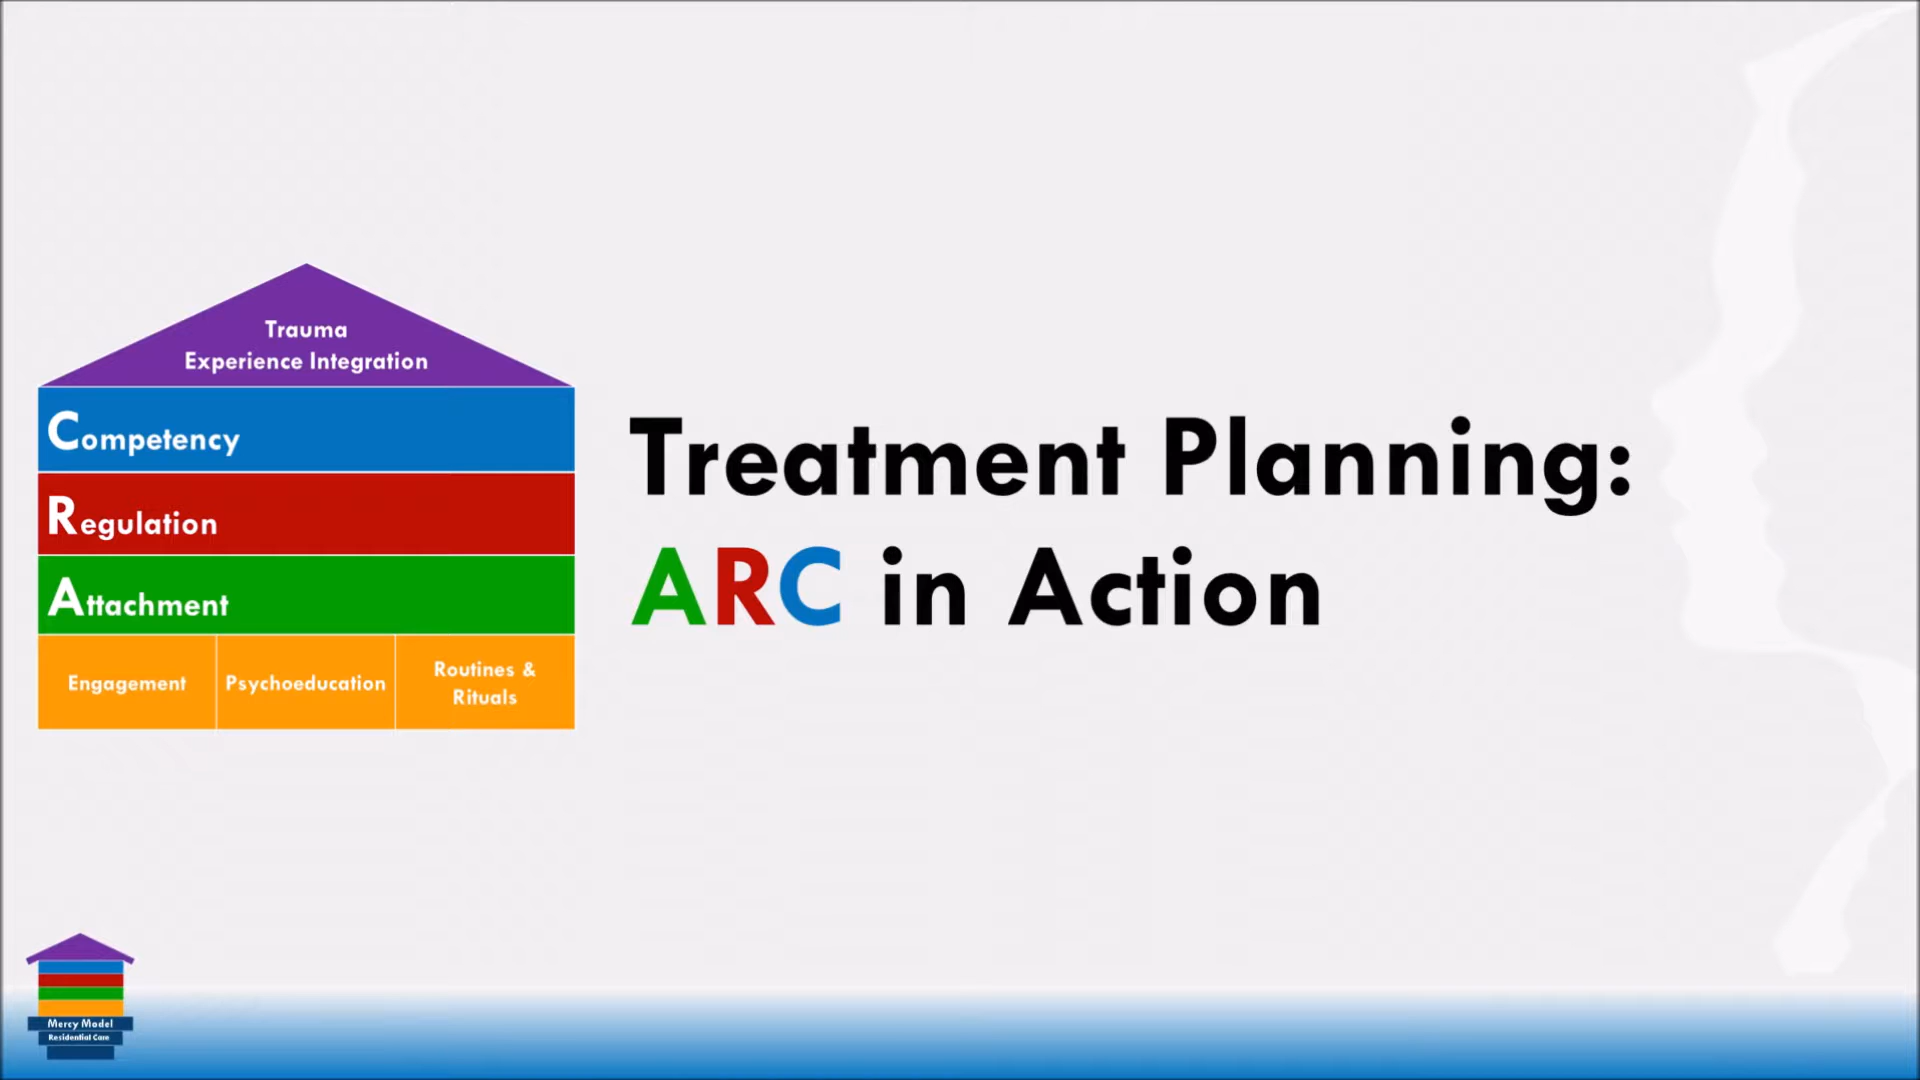 Trauma
Experience Integration
Competency
Regulation
Attachment
Engagement
Psychoeducation
Routines &
Rituals
Treatment Planning:
ARC in Action
Mercy Model
Residential Care